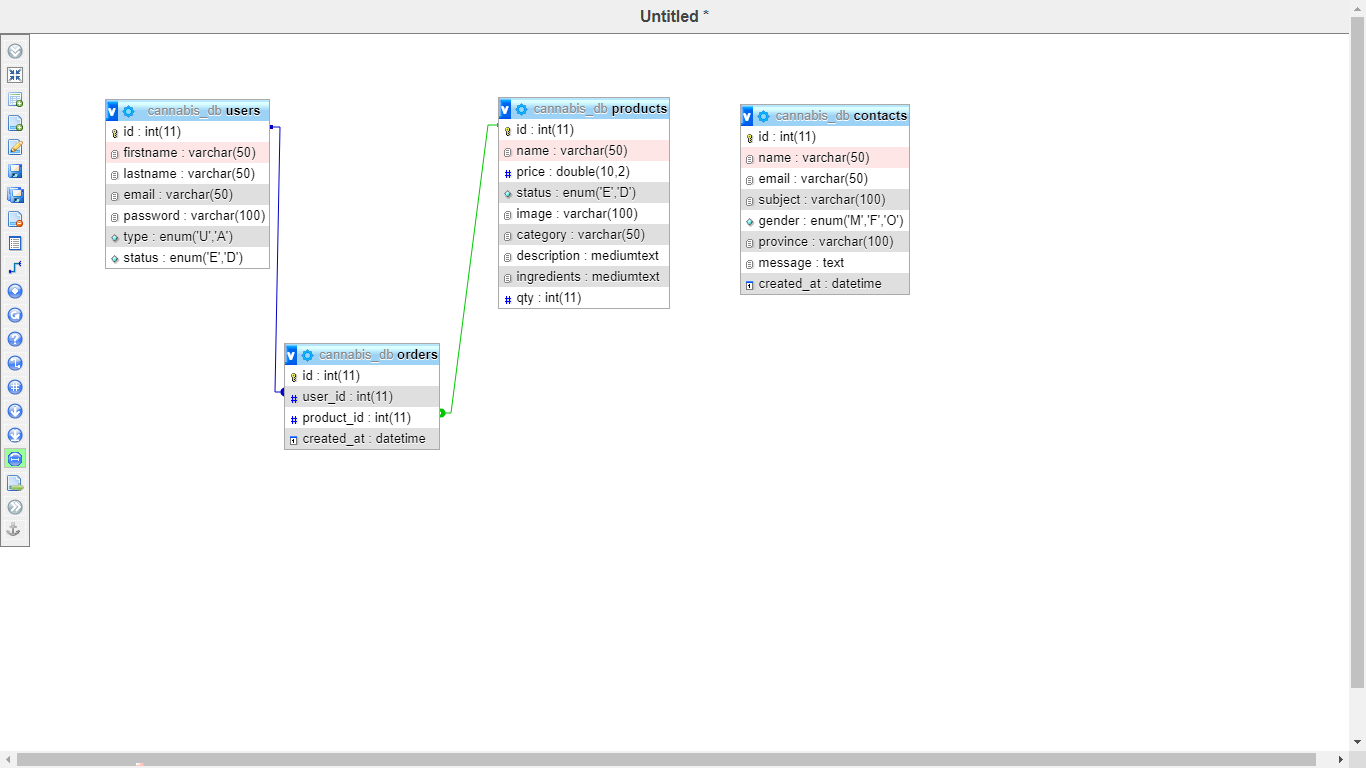 Untitled *
cannabis_db users
id : int(11)
firstname : varchar(50)
lastname : varchar(50)
email : varchar(50)
password : varchar(100)
type : enum('U','A')
status : enum('E','D')
cannabis_db products
id : int(11)
name : varchar(50)
price : double(10,2)
status : enum('E','D')
image : varchar(100)
category : varchar(50)
description : mediumtext
ingredients : mediumtext
qty : int(11)
cannabis_db contacts
id : int(11)
name : varchar(50)
email : varchar(50)
subject : varchar(100)
gender : enum('M','F','O')
province : varchar(100)
message : text
created_at : datetime
cannabis_db orders
id : int(11)
user_id : int(11)
product_id : int(11)
created_at : datetime